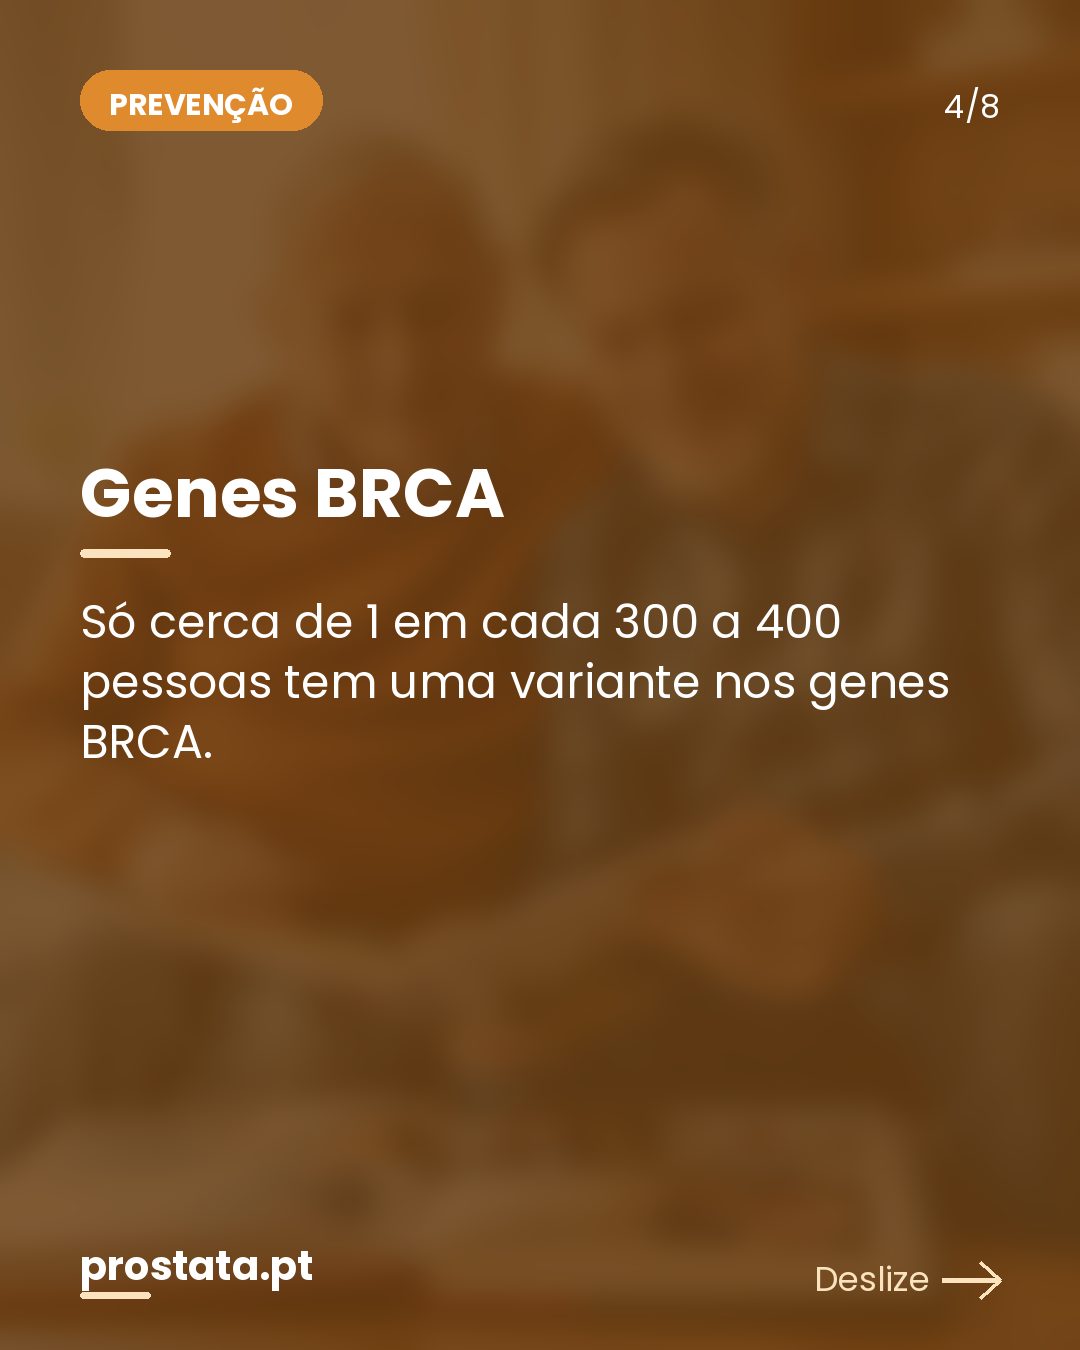 PREVENÇÃO
4/8
Genes BRCA
Só cerca de 1 em cada 300 a 400
pessoas tem uma variante nos genes
BRCA.
prostata.pt
Deslize